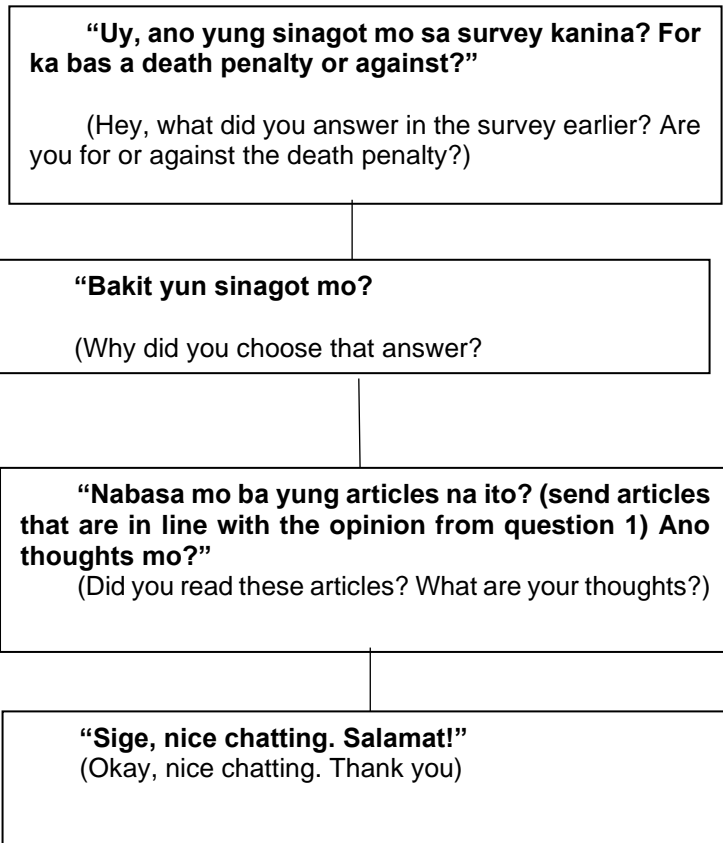 “Uy, ano yung sinagot mo sa survey kanina? For
ka bas a death penalty or against?”
(Hey, what did you answer in the survey earlier? Are
you for or against the death penalty?)
“Bakit yun sinagot mo?
(Why did you choose that answer?
“Nabasa mo ba yung articles na ito? (send articles
that are in line with the opinion from question 1) Ano
thoughts mo?”
(Did you read these articles? What are your thoughts?)
“Sige, nice chatting. Salamat!”
(Okay, nice chatting. Thank you)